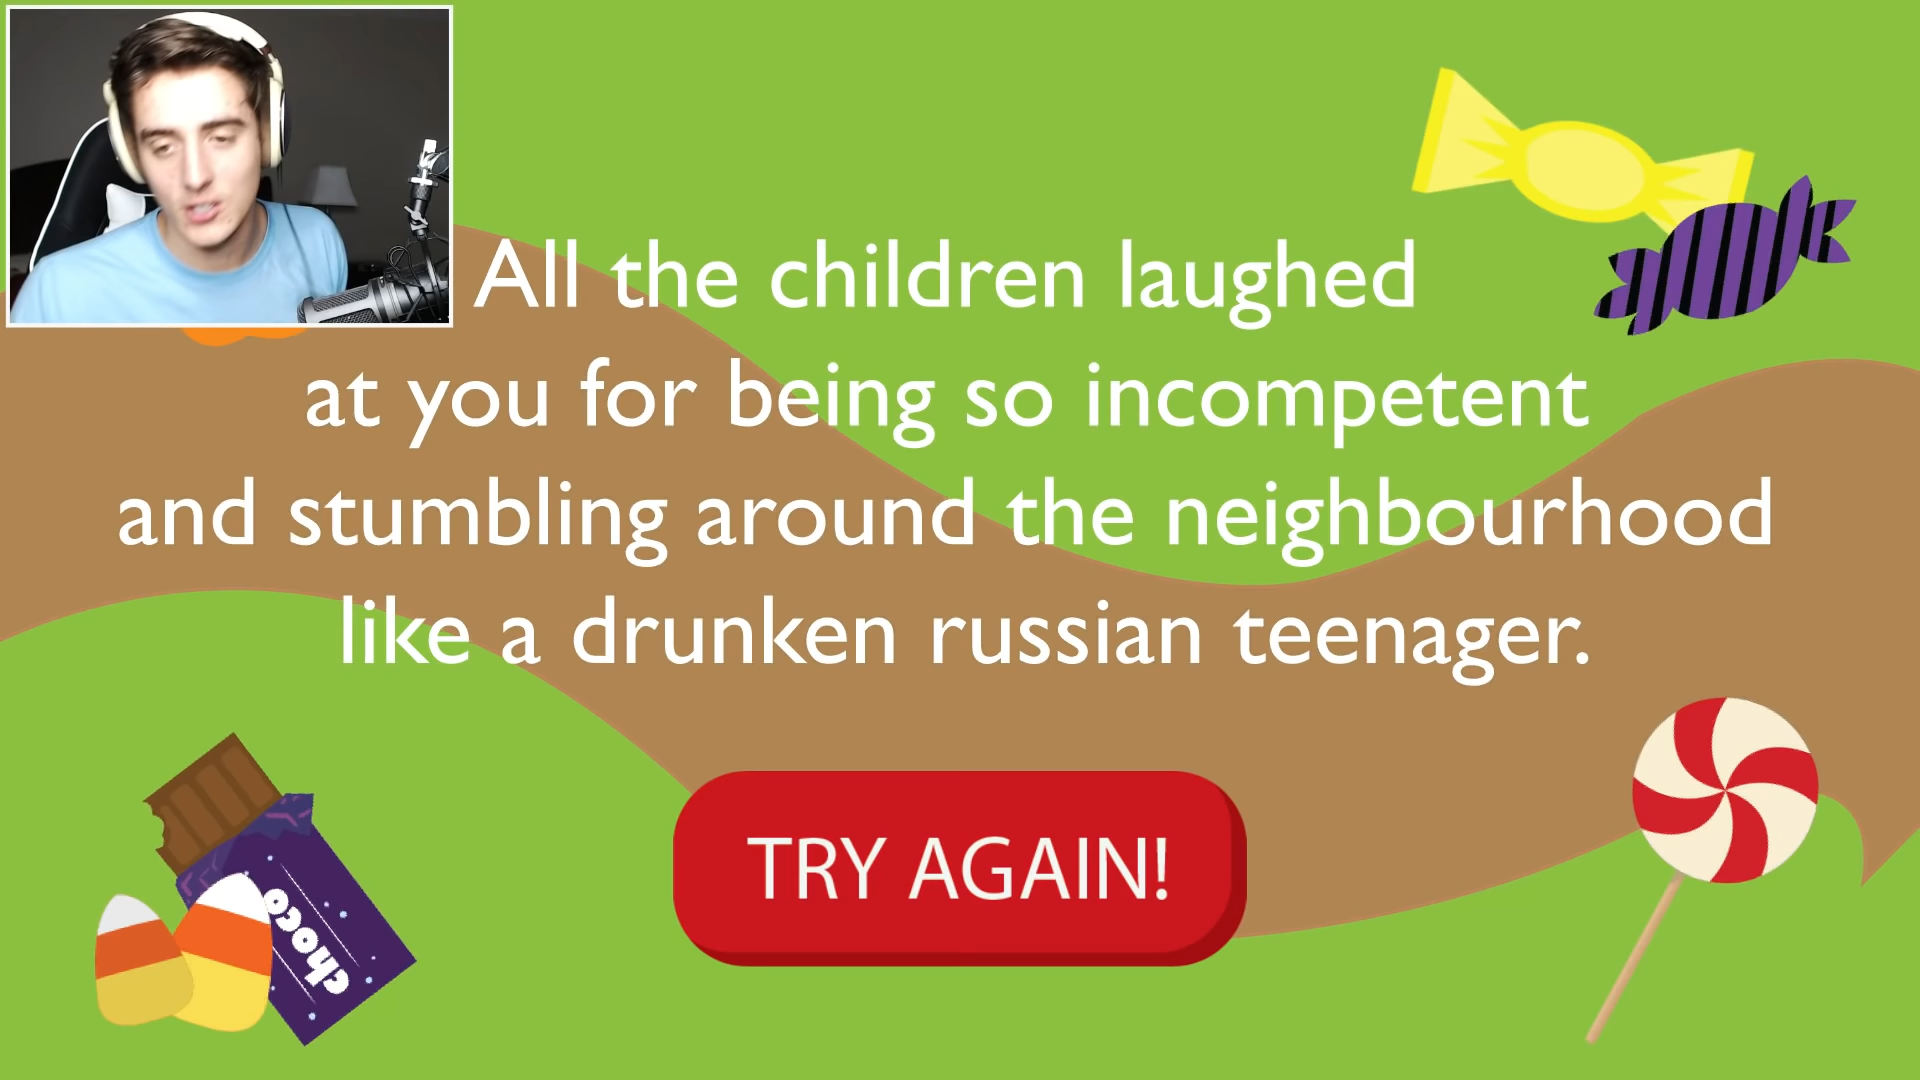 All the children laughed
at you for being so incompetent
and stumbling around the neighbourhood
like a drunken russian teenager.
choco
TRY AGAIN!